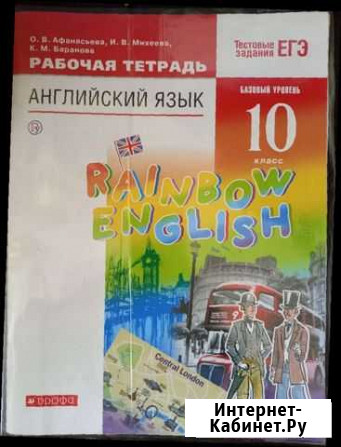 О. В. Афанасьева, И. В. Михеева,
К. М. Баранова
РАБОЧАЯ ТЕТРАДЬ
Тестовые
задания ЕГЭ
АНГЛИЙСКИЙ ЯЗЫК
БАЗОВЫЙ УРОВЕНЬ
10
класс
RAINBOW
ENGLISH
9
Central London
дрофа
Интернет-
Кабинет.Ру